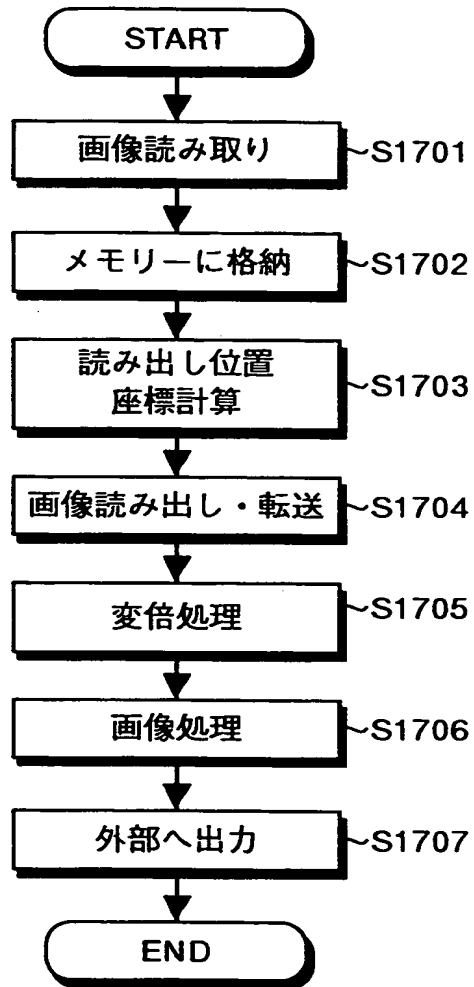 START
画像読み取り ~S1701
メモリーに格納 ~S1702
読み出し位置
座標計算 ~S1703
画像読み出し・転送 ~S1704
変倍処理 ~S1705
画像処理 ~S1706
外部へ出力 ~S1707
END